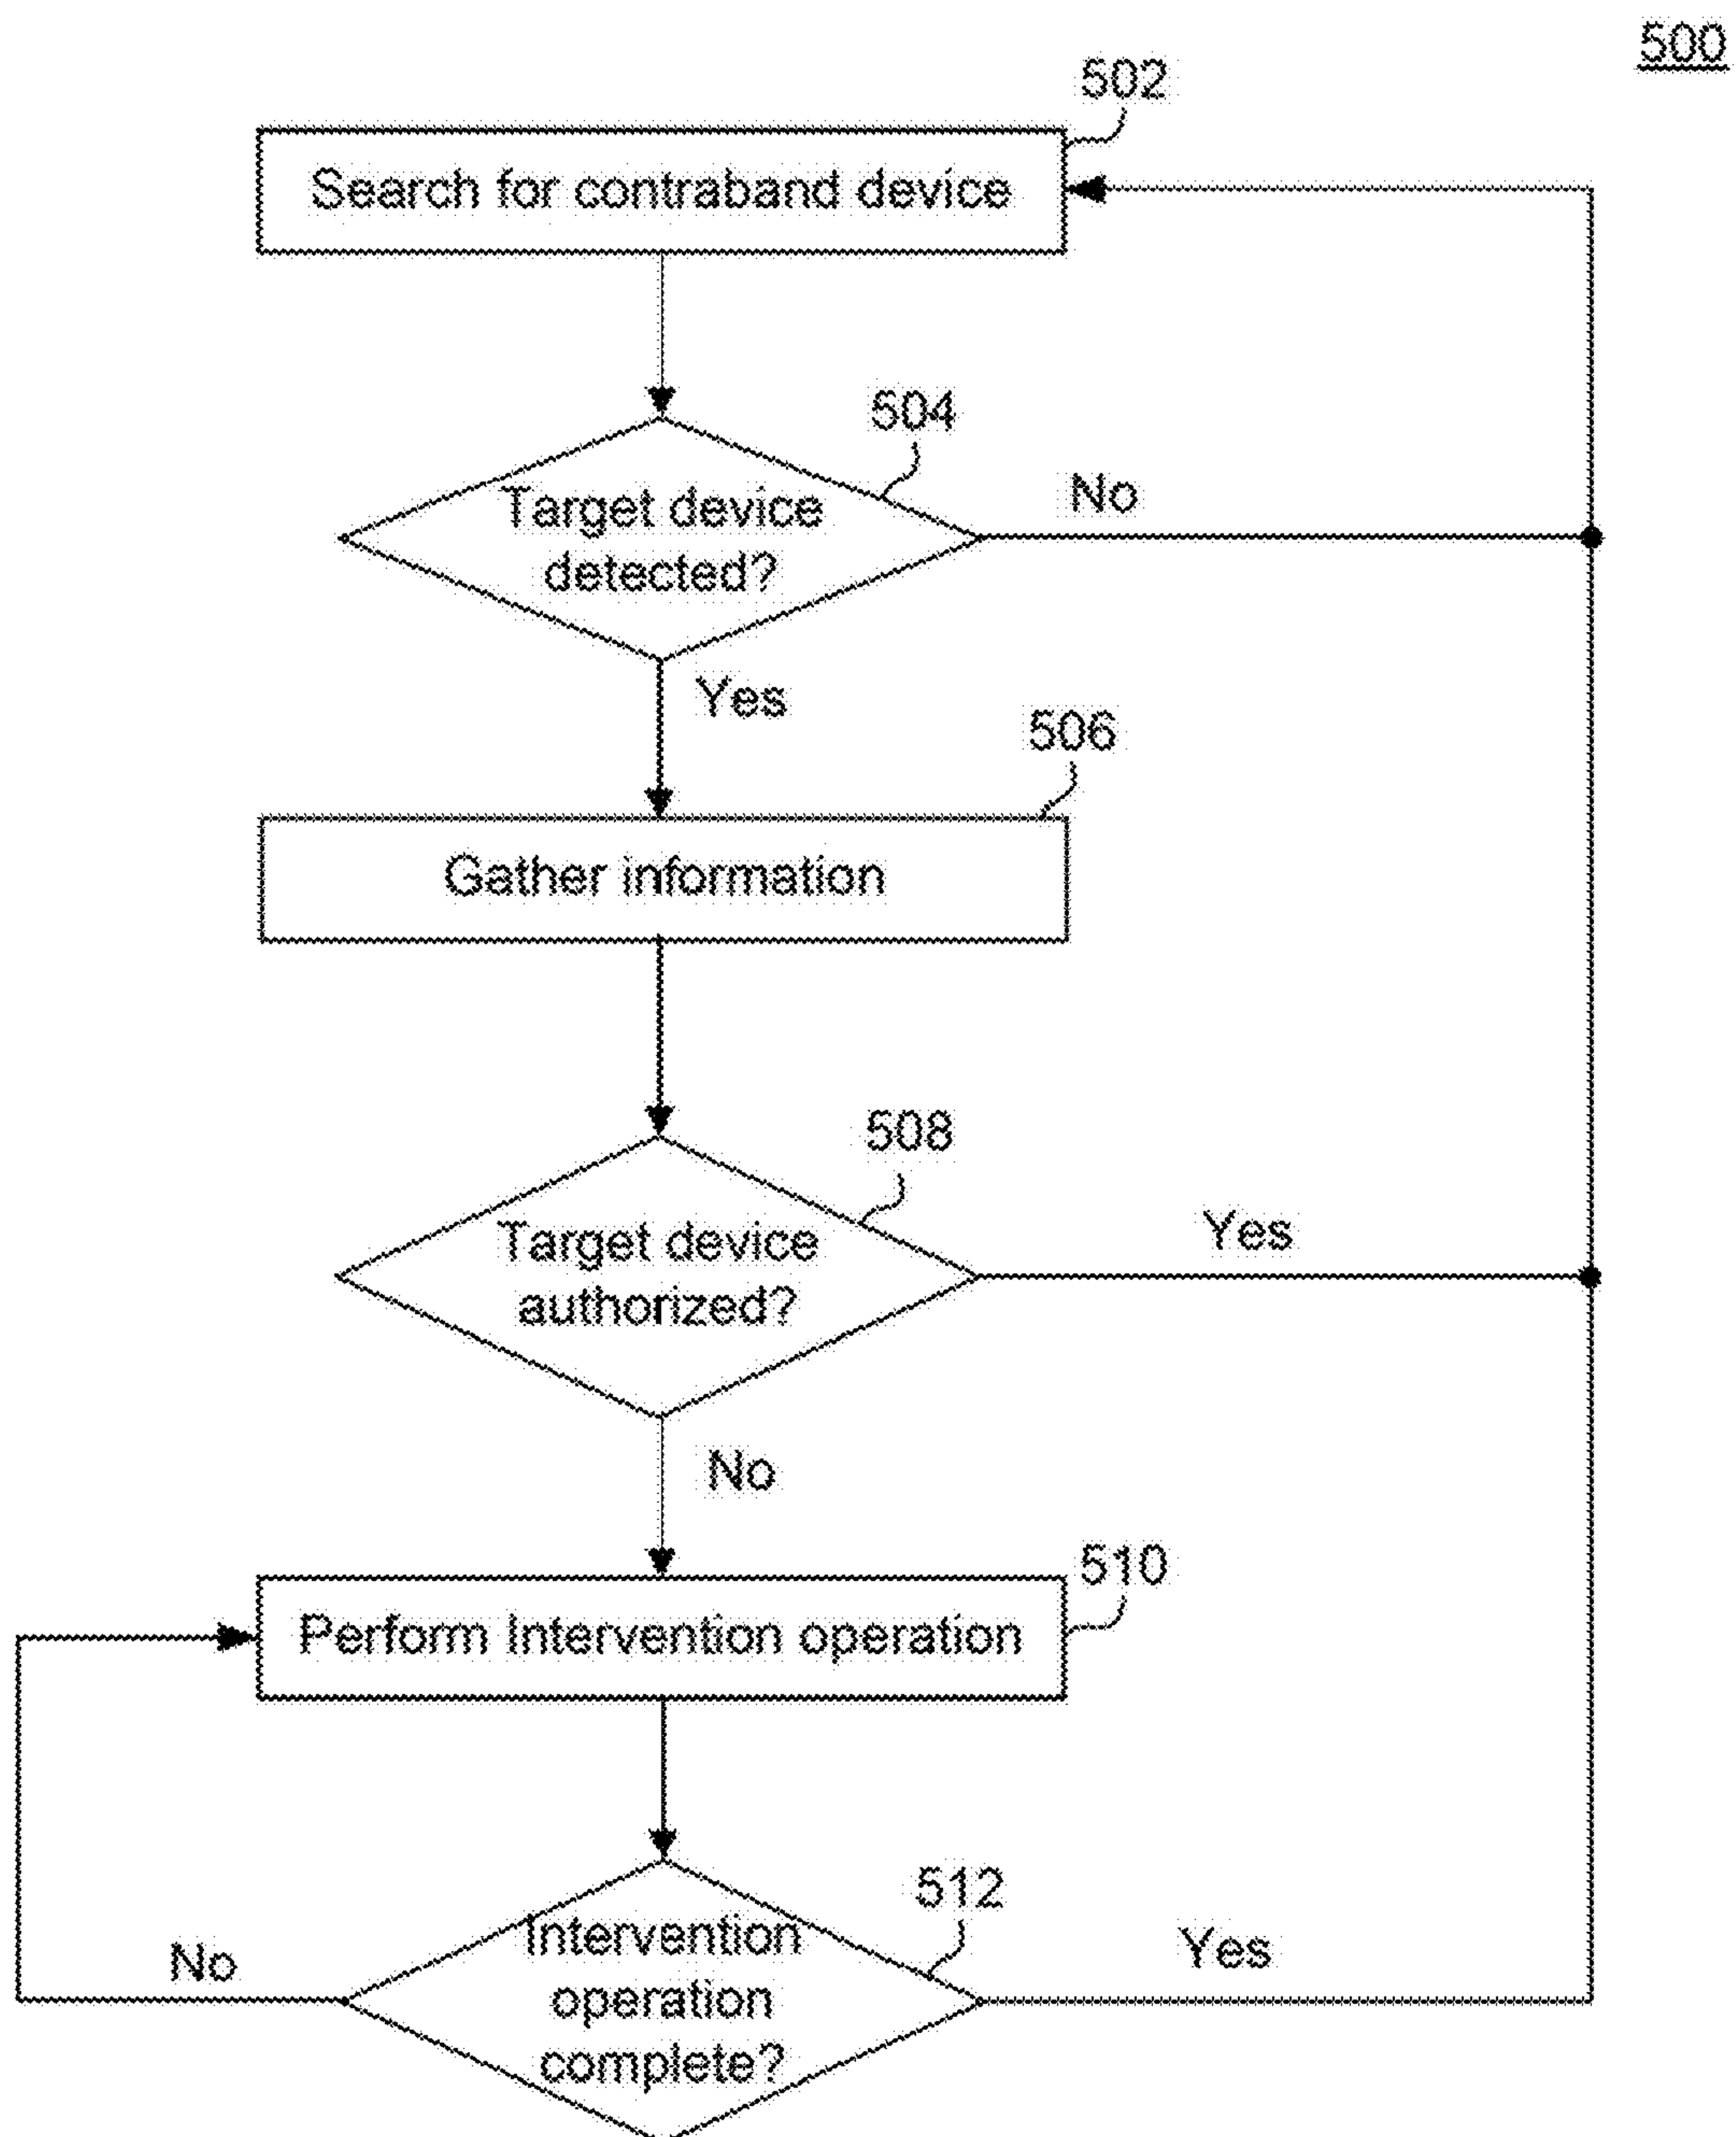 500
502
Search for contraband device
504
Target device
detected?
No
Yes
506
Gather information
508
Target device
authorized?
Yes
No
510
Perform Intervention operation
512
Intervention
operation
complete?
No
Yes